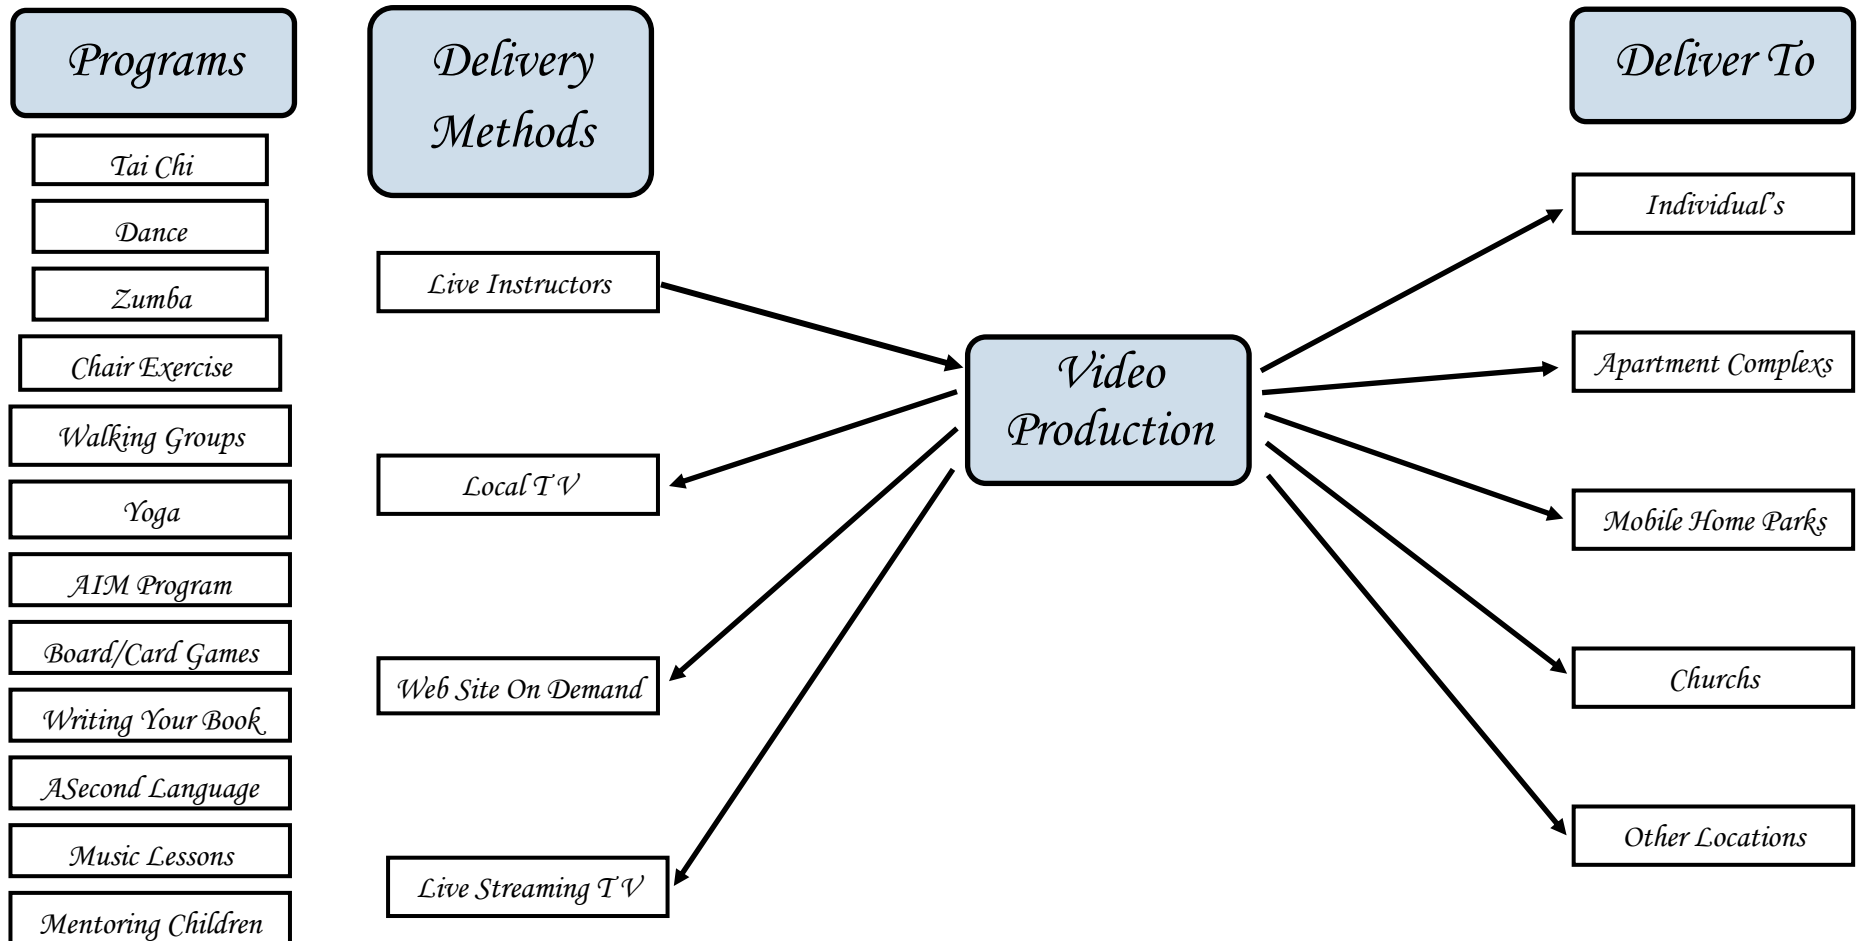 Programs
Tai Chi
Dance
Zumba
Chair Exercise
Walking Groups
Yoga
AIM Program
Board/Card Games
Writing Your Book
ASecond Language
Music Lessons
Mentoring Children
Delivery
Methods
Live Instructors
Local TV
Web Site On Demand
Live Streaming TV
Video
Production
Deliver To
Individual's
Apartment Complexs
Mobile Home Parks
Churchs
Other Locations